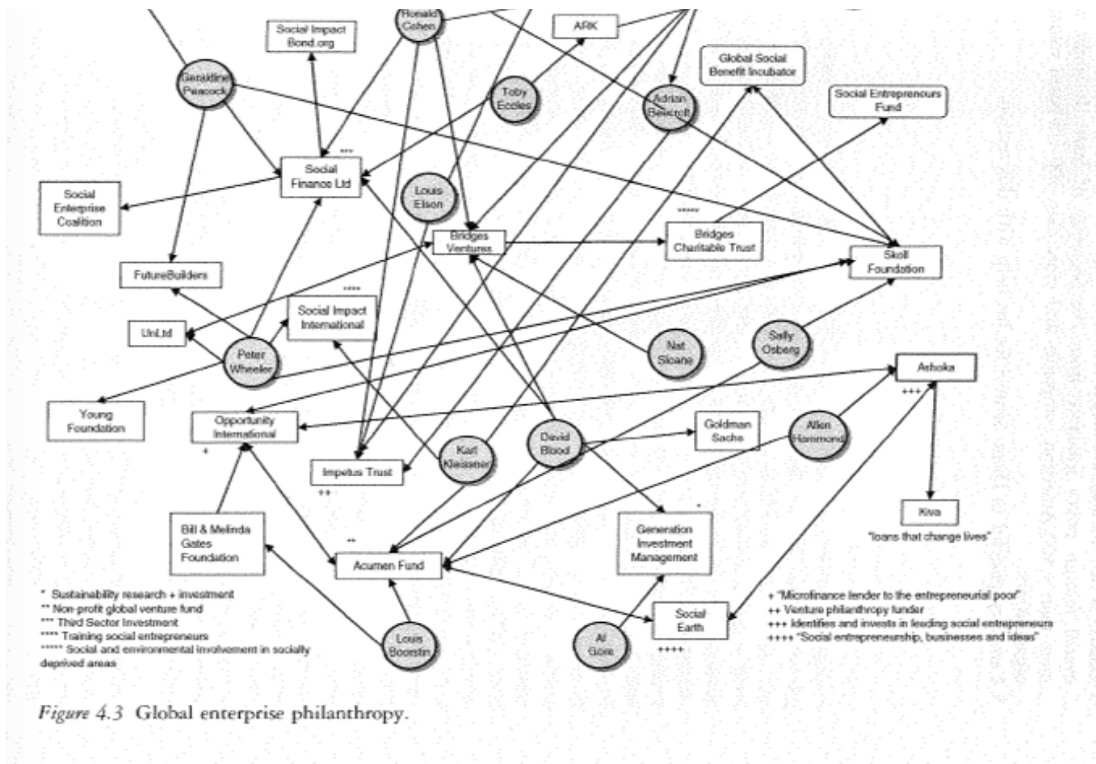 Ronald
Cohen
Social Impact
Bond.org
ARK
Geraldine
Peacock
Toby
Eccles
Global Social
Benefit Incubator
Adrian
Beecroft
Social Entrepreneurs
Fund
***
Social
Finance Ltd
Louis
Elson
Social
Enterprise
Coalition
*****
Bridges
Ventures
Bridges
Charitable Trust
Skoll
Foundation
FutureBuilders
****
Social Impact
International
UnLtd
Peter
Wheeler
Nat
Sloane
Sally
Osberg
Ashoka
+++
Young
Foundation
Opportunity
International
+
Goldman
Sachs
Allen
Hammond
David
Blood
Karl
Kleissner
Impetus Trust
++
Kiva
"loans that change lives"
Bill & Melinda
Gates
Foundation
*
Generation
Investment
Management
**
Acumen Fund
Social
Earth
++++
Louis
Boorstin
Al
Gore
* Sustainability research + investment
** Non-profit global venture fund
*** Third Sector Investment
**** Training social entrepreneurs
***** Social and environmental involvement in socially
deprived areas
+ "Microfinance lender to the entrepreneurial poor"
++ Venture philanthropy funder
+++ Identifies and invests in leading social entrepreneurs
++++ "Social entrepreneurship, businesses and ideas"
Figure 4.3 Global enterprise philanthropy.